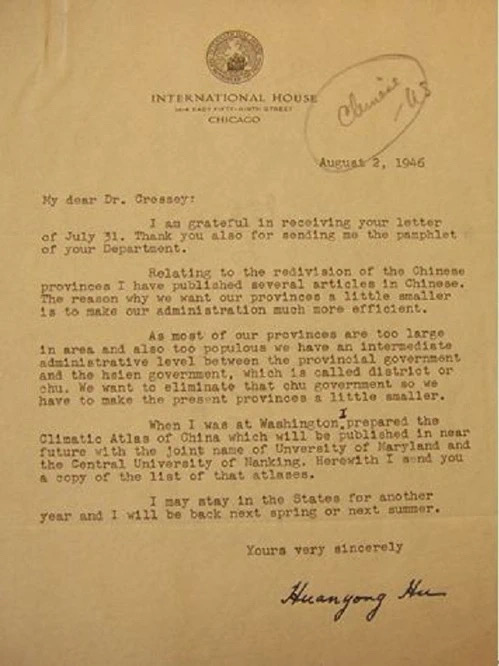 INTERNATIONAL HOUSE
1414 EAST FIFTY-NINTH STREET
CHICAGO
Chinese
- US
August 2, 1946
My dear Dr. Cressey:
I am grateful in receiving your letter
of July 31. Thank you also for sending me the pamphlet
of your Department.
Relating to the redivision of the Chinese
provinces I have published several articles in Chinese.
The reason why we want our provinces a little smaller
is to make our administration much more efficient.
As most of our provinces are too large
in area and also too populous we have an intermediate
administrative level between the provincial government
and the hsien government, which is called district or
chu. We want to eliminate that chu government so we
have to make the present provinces a little smaller.
When I was at Washington I prepared the
Climatic Atlas of China which will be published in near
future with the joint name of Unversity of Maryland and
the Central University of Nanking. Herewith I send you
a copy of the list of that atlases.
I may stay in the States for another
year and I will be back next spring or next summer.
Yours very sincerely
Huanyong Hu